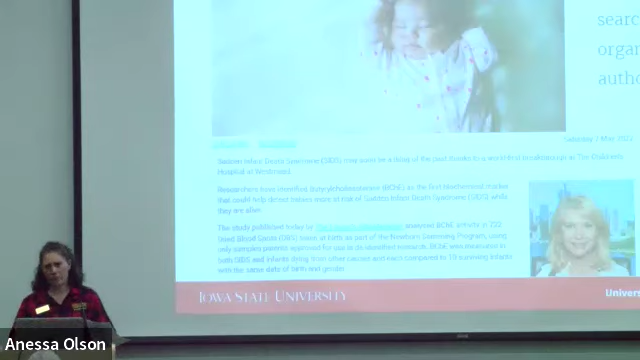 searc
organ
autho
Saturday 7 May 2022
Sudden Infant Death Syndrome (SIDS) may soon be a thing of the past thanks to a world-first breakthrough at The Children's
Hospital at Westmead.
Researchers have identified butyrylcholinesterase (BChE) as the first biochemical marker
that could help detect babies more at risk of Sudden Infant Death Syndrome (SIDS) while
they are alive.
The study published today by analysed BChE activity in 722
Dried Blood Spots (DBS) taken at birth as part of the Newborn Screening Program, using
only samples parents approved for use in de-identified research. BChE was measured in
both SIDS and infants dying from other causes and each compared to 10 surviving infants
with the same date of birth and gender.
IOWA STATE UNIVERSITY
Univers
Anessa Olson